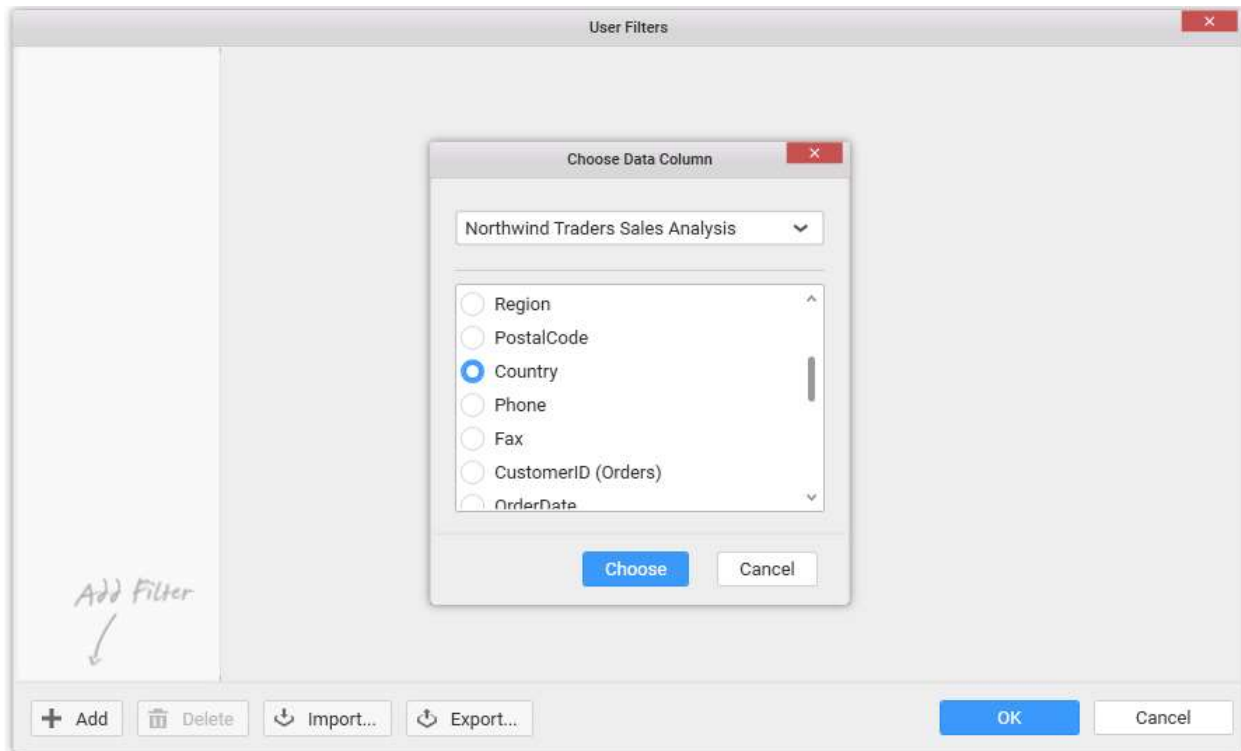 User Filters
Choose Data Column
Northwind Traders Sales Analysis
Region
PostalCode
Country
Phone
Fax
CustomerID (Orders)
OrderDate
Choose Cancel
Add Filter
Add Delete Import... Export... OK Cancel